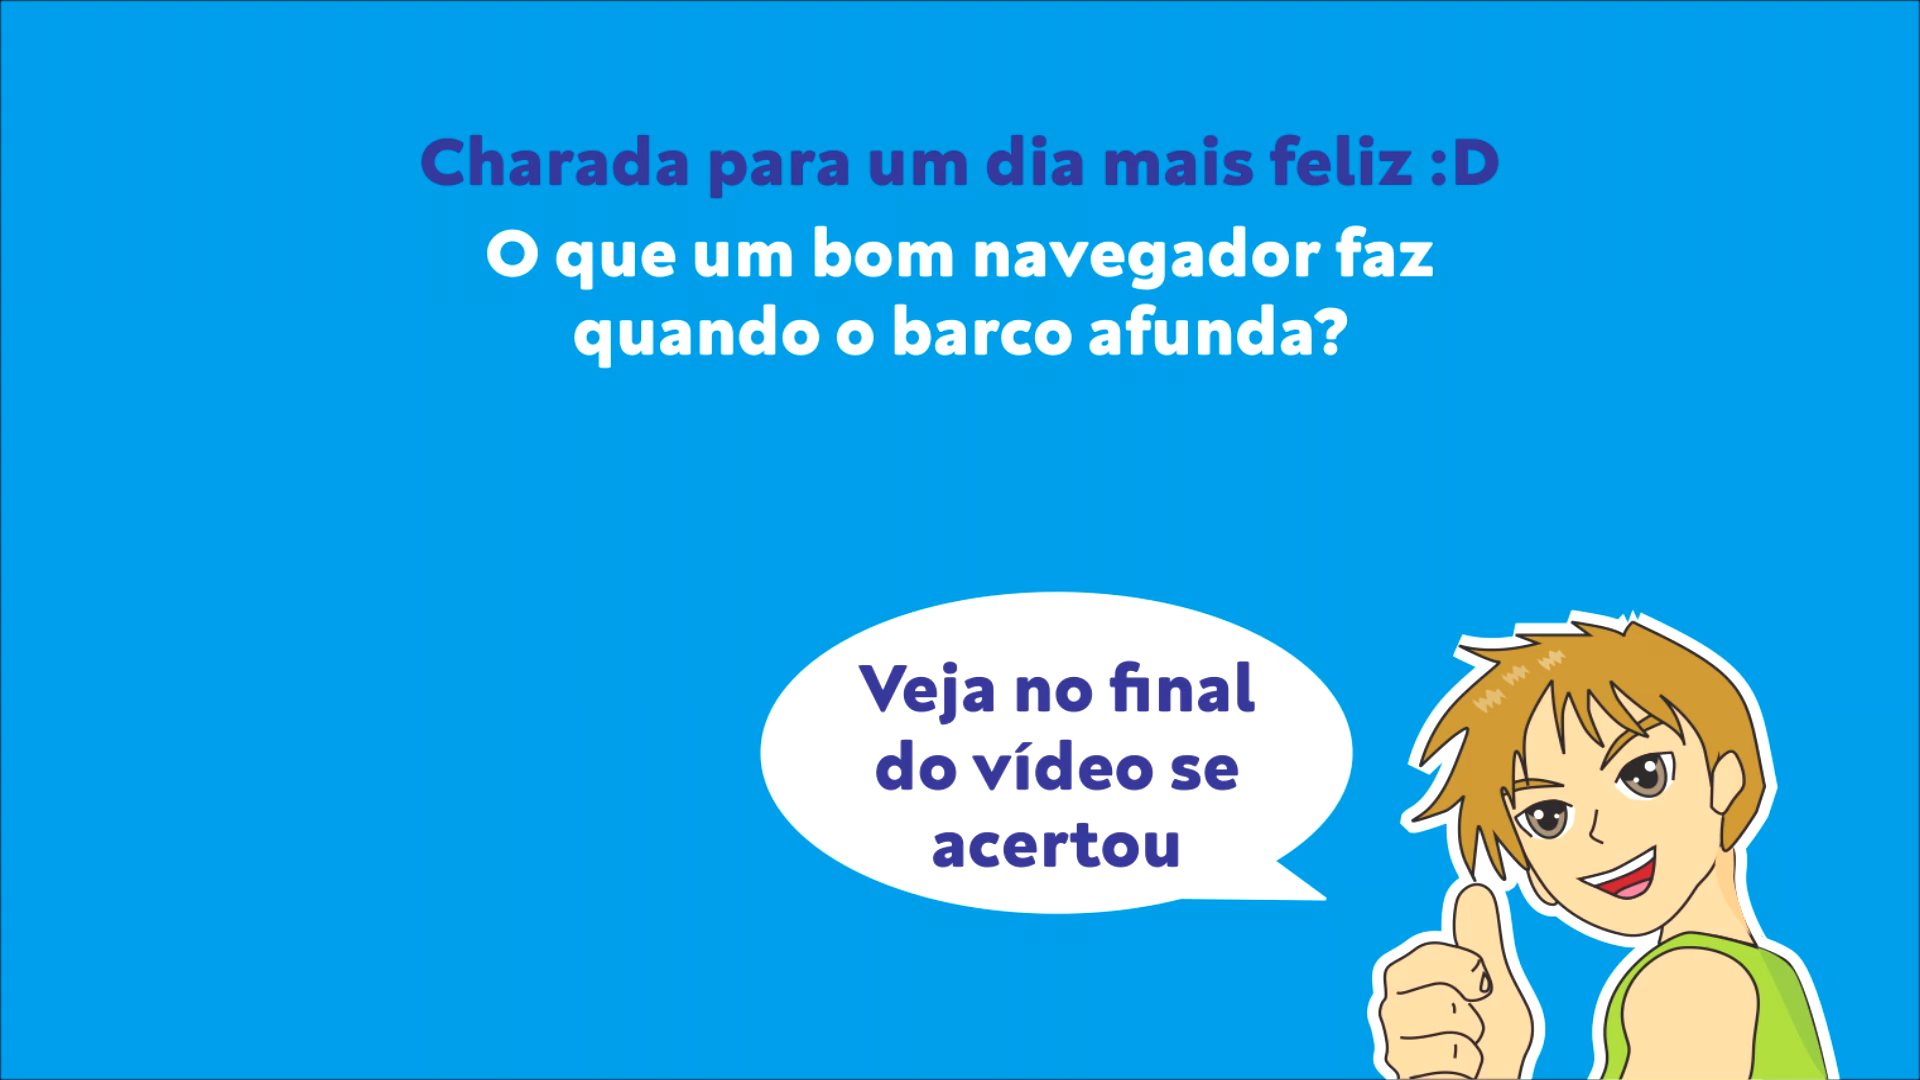 Charada para um dia mais feliz :D
O que um bom navegador faz
quando o barco afunda?
Veja no final
do vídeo se
acertou